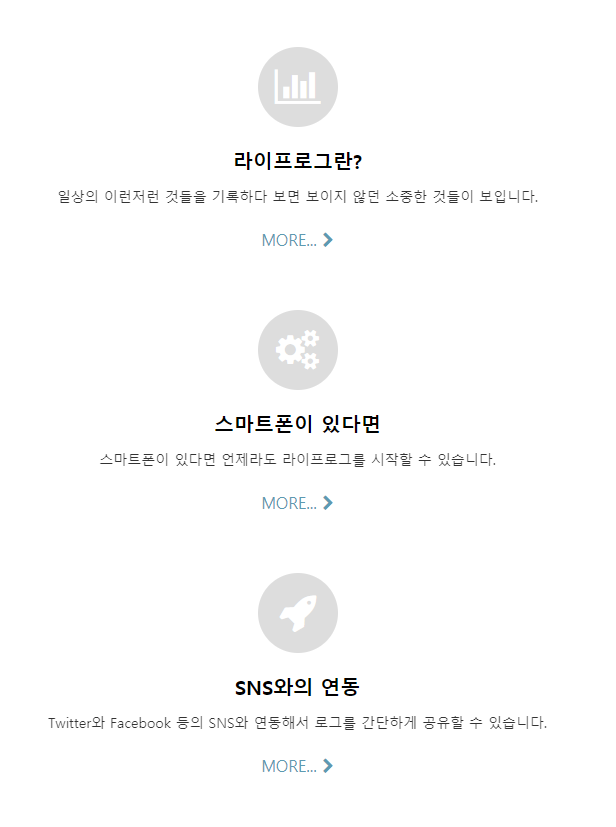 라이프로그란?
일상의 이런저런 것들을 기록하다 보면 보이지 않던 소중한 것들이 보입니다.
MORE...
스마트폰이 있다면
스마트폰이 있다면 언제라도 라이프로그를 시작할 수 있습니다.
MORE...
SNS와의 연동
Twitter와 Facebook 등의 SNS와 연동해서 로그를 간단하게 공유할 수 있습니다.
MORE...